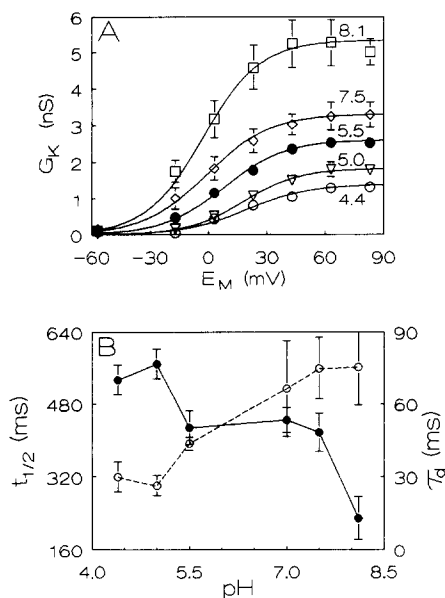 A
6
5
4
3
2
1
0
G_K (nS)
8.1
7.5
5.5
5.0
4.4
−60 −30 0 30 60 90
E_M (mV)
B
640
480
320
160
t_1/2 (ms)
90
60
30
0
τ_d (ms)
4.0 5.5 7.0 8.5
pH